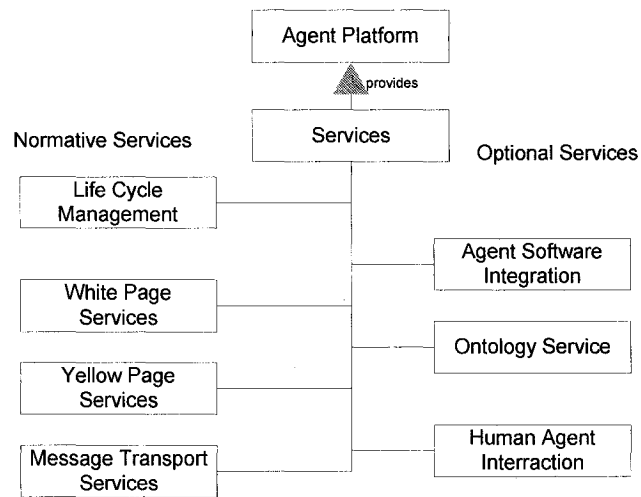 Agent Platform
provides
Services
Normative Services
Optional Services
Life Cycle
Management
White Page
Services
Yellow Page
Services
Message Transport
Services
Agent Software
Integration
Ontology Service
Human Agent
Interraction